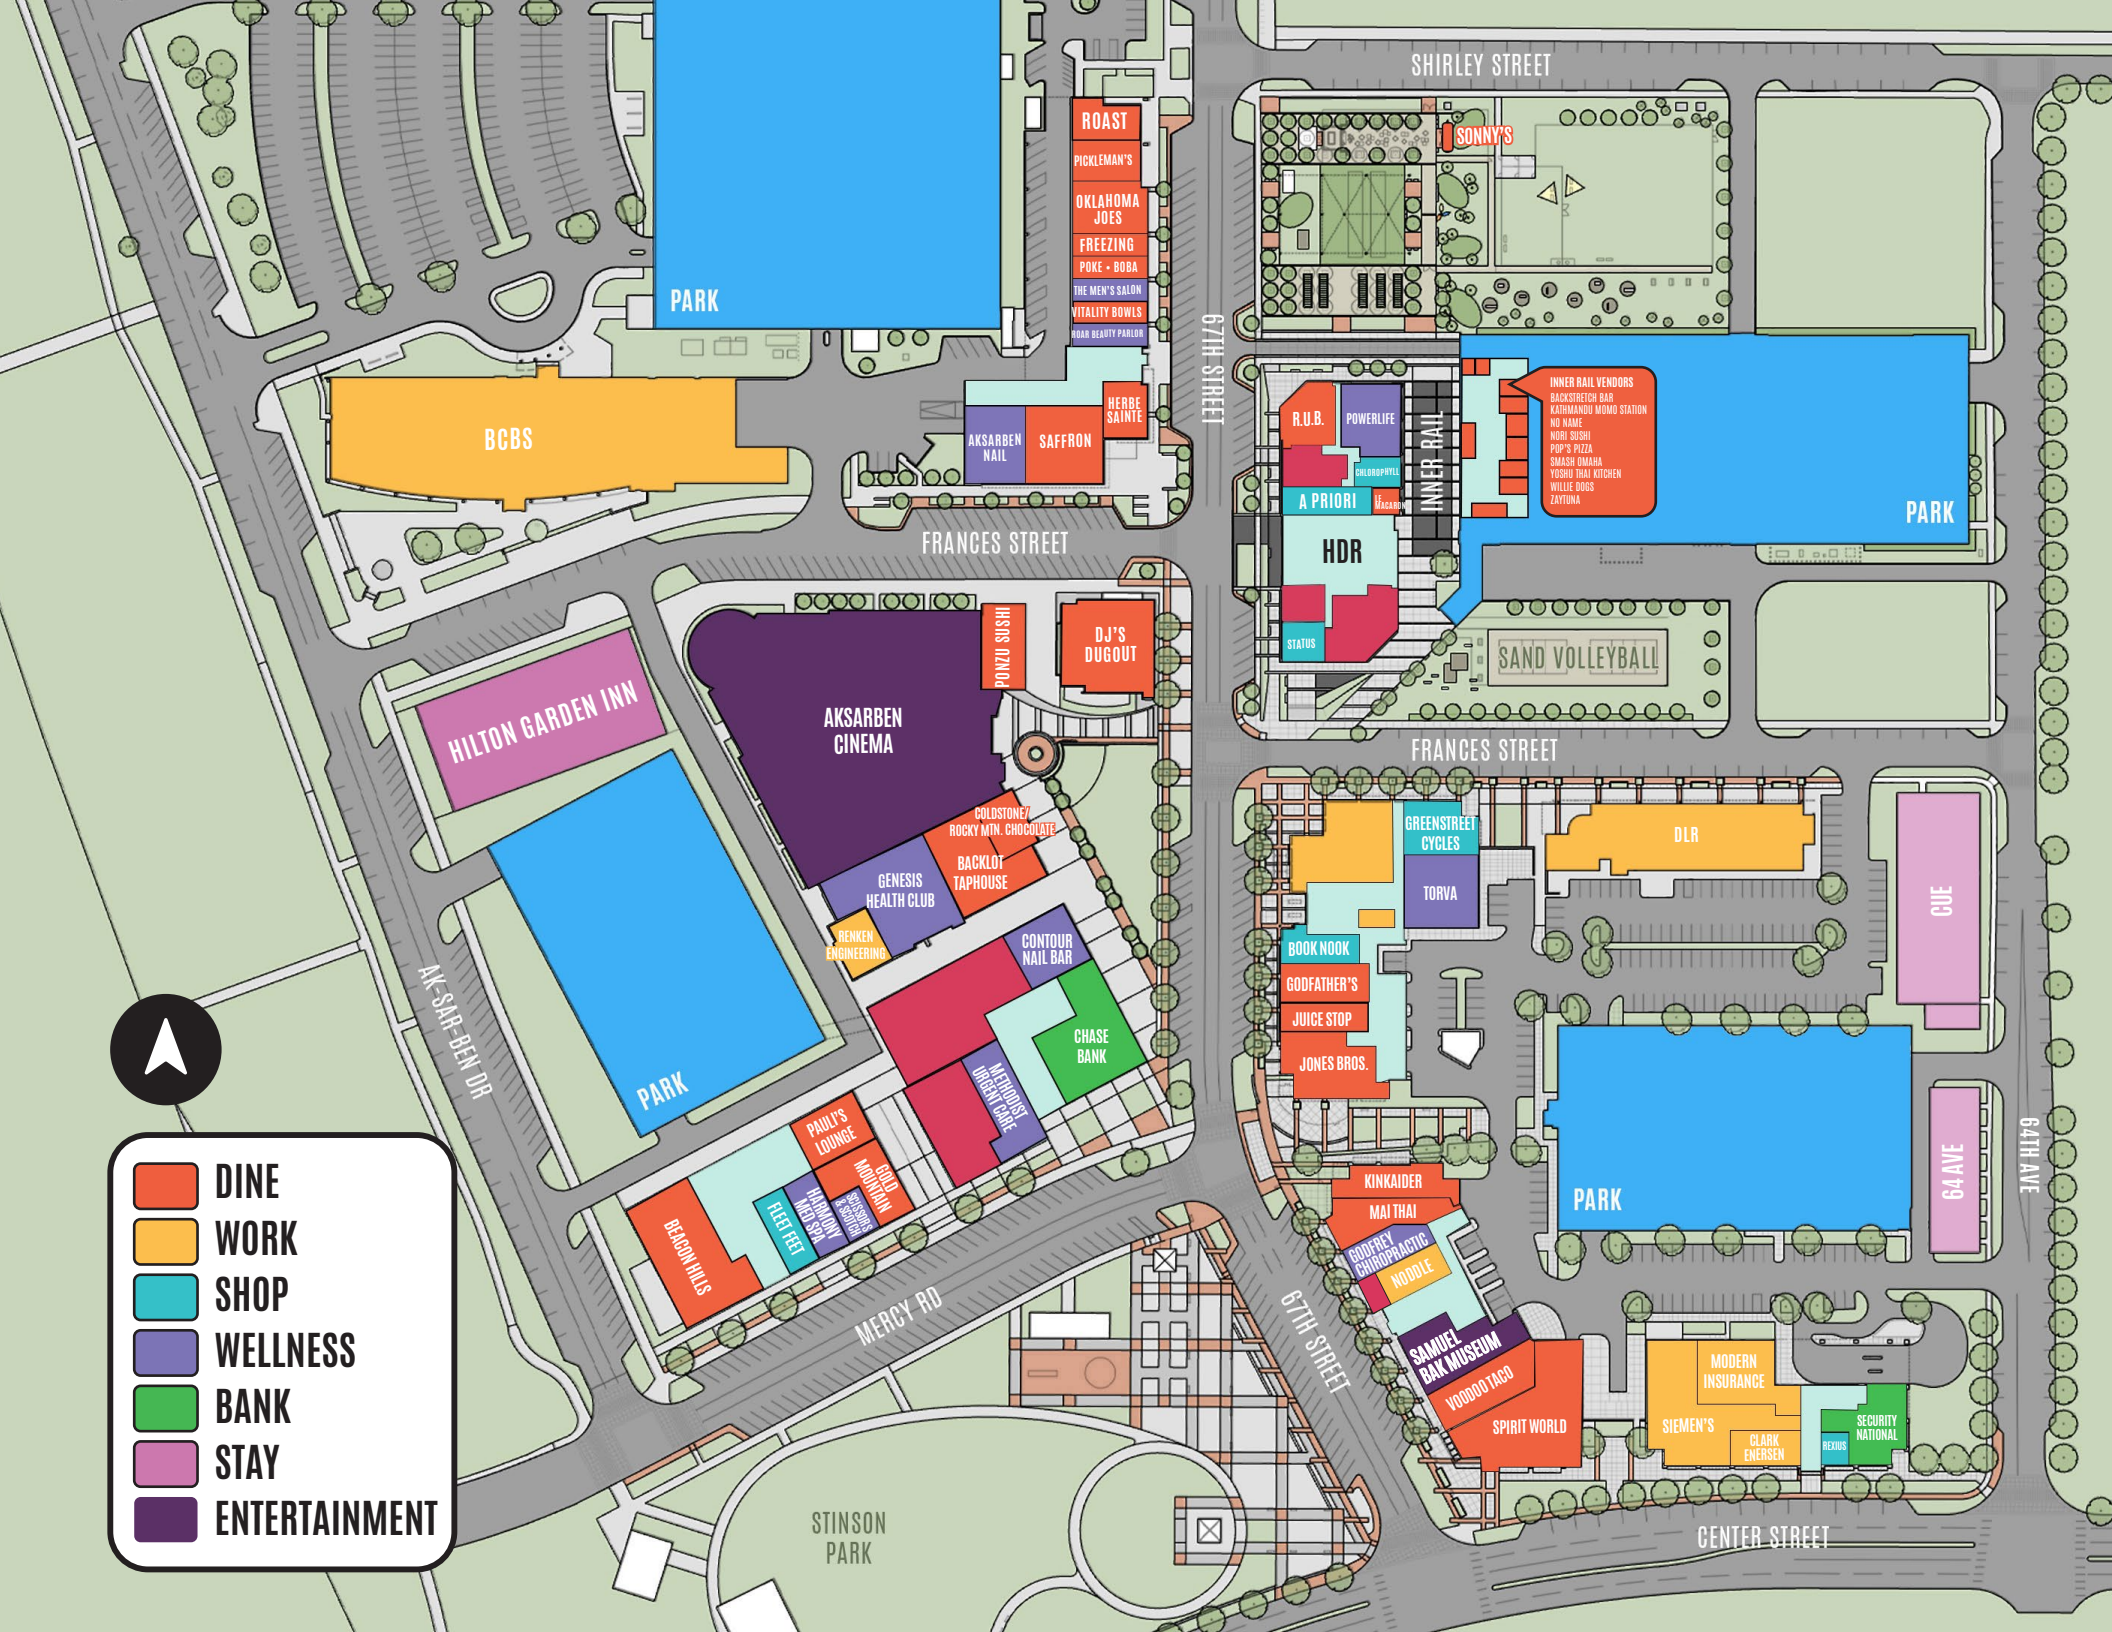 SHIRLEY STREET
ROAST
PICKLEMAN'S
OKLAHOMA
JOES
FREEZING
POKE • BOBA
THE MEN'S SALON
VITALITY BOWLS
ROAR BEAUTY PARLOR
SONNY'S
PARK
67TH STREET
BCBS
AKSARBEN
NAIL
SAFFRON
HERBE
SAINTE
R.U.B.
POWERLIFE
CHLOROPHYLL
A PRIORI
LE
MACARON
INNER RAIL
INNER RAIL VENDORS
BACKSTRETCH BAR
KATHMANDU MOMO STATION
NO NAME
NORI SUSHI
POP'S PIZZA
SMASH OMAHA
YOSHU THAI KITCHEN
WILLIE DOGS
ZAYTUNA
PARK
HDR
STATUS
FRANCES STREET
PONZU SUSHI
DJ'S
DUGOUT
SAND VOLLEYBALL
HILTON GARDEN INN
AKSARBEN
CINEMA
FRANCES STREET
COLDSTONE/
ROCKY MTN. CHOCOLATE
BACKLOT
TAPHOUSE
GENESIS
HEALTH CLUB
RENKEN
ENGINEERING
GREENSTREET
CYCLES
TORVA
DLR
CUE
CONTOUR
NAIL BAR
BOOK NOOK
GODFATHER'S
JUICE STOP
JONES BROS.
CHASE
BANK
METHODIST
URGENT CARE
AK-SAR-BEN DR
PARK
PAULI'S
LOUNGE
GOLD
MOUNTAIN
SCISSORS
& SCOTCH
HARMONY
MED SPA
FLEET FEET
BEACON HILLS
KINKAIDER
MAI THAI
GODFREY
CHIROPRACTIC
NODDLE
PARK
64 AVE
64TH AVE
MERCY RD
67TH STREET
SAMUEL
BAK MUSEUM
VOODOO TACO
SPIRIT WORLD
MODERN
INSURANCE
SIEMEN'S
CLARK
ENERSEN
REXIUS
SECURITY
NATIONAL
CENTER STREET
STINSON
PARK
DINE
WORK
SHOP
WELLNESS
BANK
STAY
ENTERTAINMENT